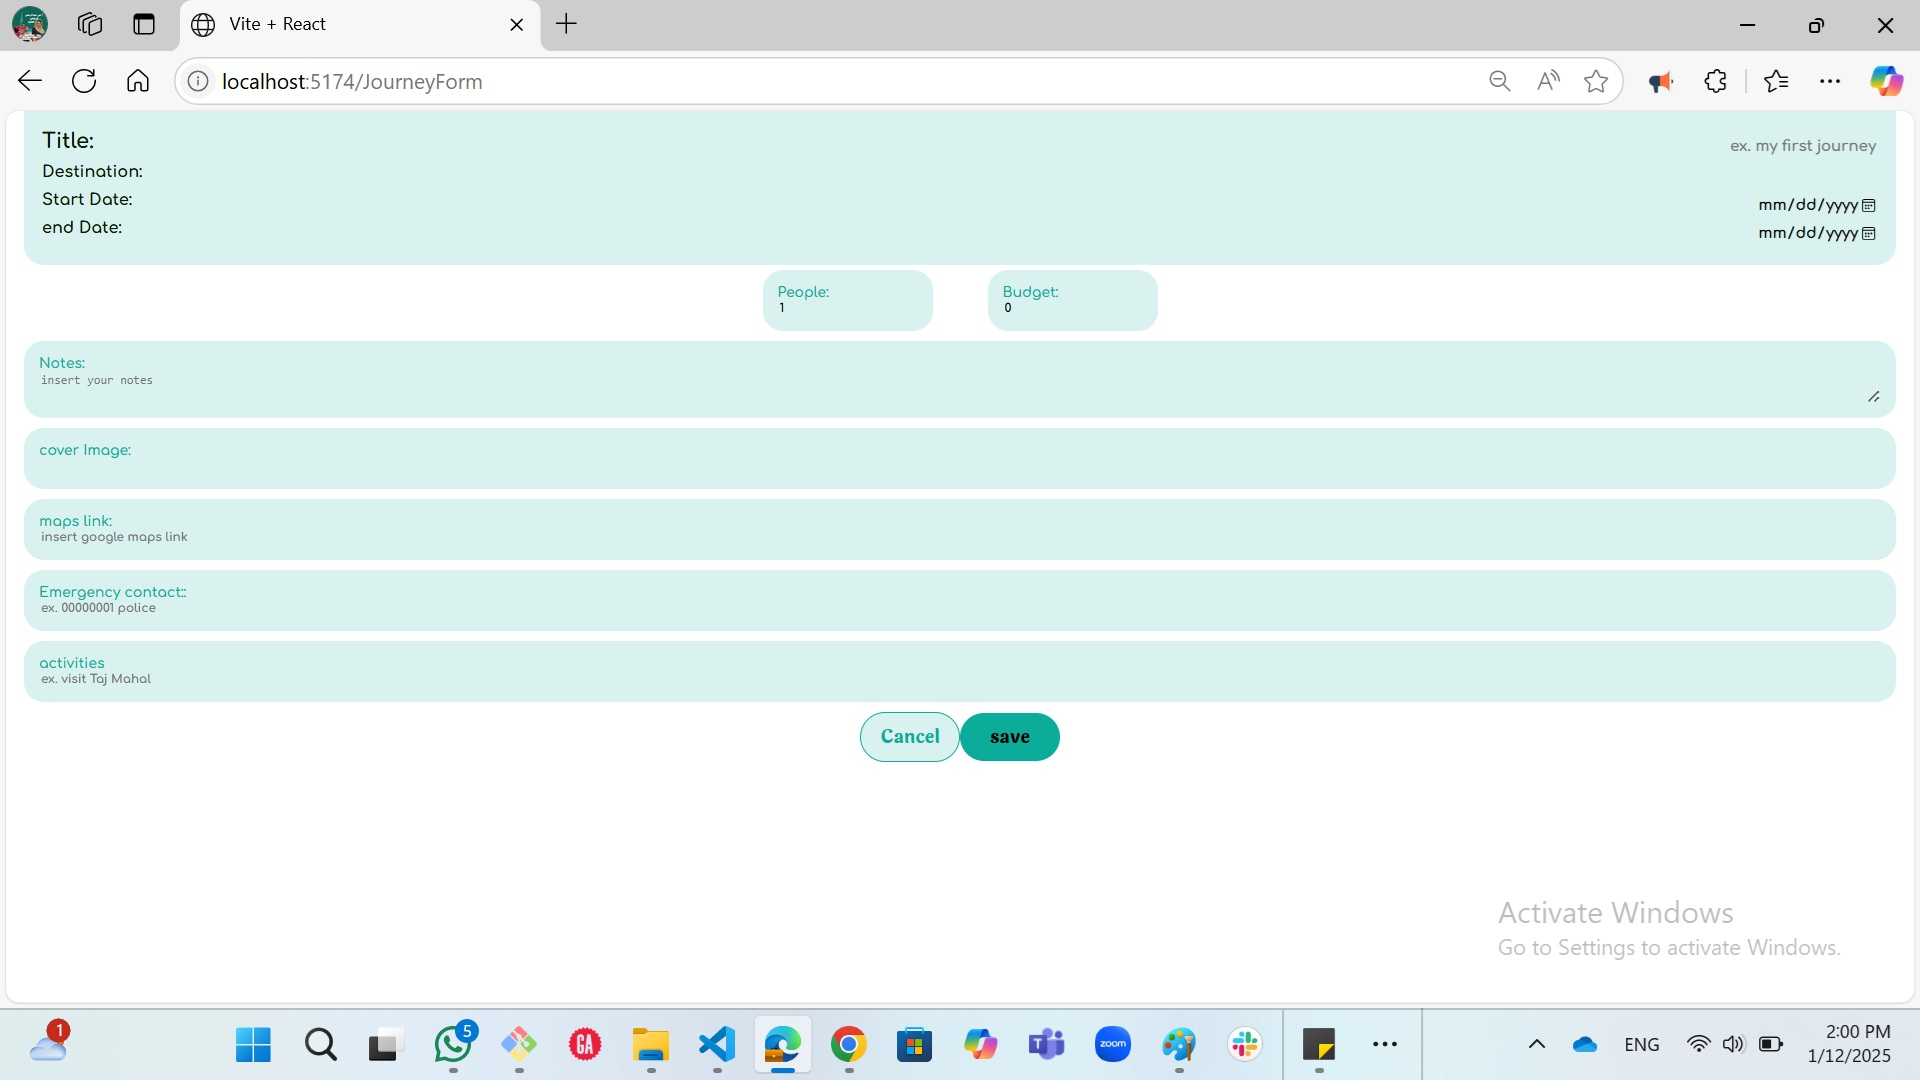 Vite + React
localhost:5174/JourneyForm
Title:
ex. my first journey
Destination:
Start Date:
mm/dd/yyyy
end Date:
mm/dd/yyyy
People:
1
Budget:
0
Notes:
insert your notes
cover Image:
maps link:
insert google maps link
Emergency contact::
ex. 00000001 police
activities
ex. visit Taj Mahal
Cancel
save
Activate Windows
Go to Settings to activate Windows.
1
5
GA
zoom
ENG
2:00 PM
1/12/2025